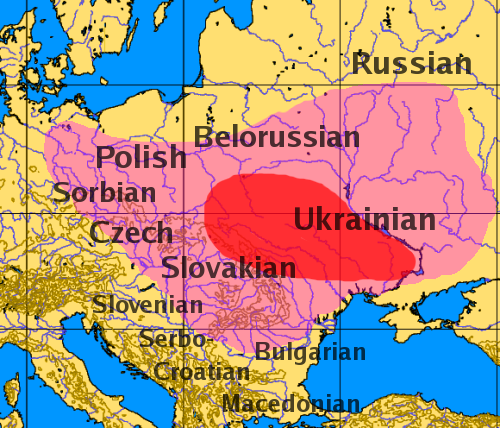 Russian
Belorussian
Polish
Sorbian
Ukrainian
Czech
Slovakian
Slovenian
Serbo-
Croatian
Bulgarian
Macedonian